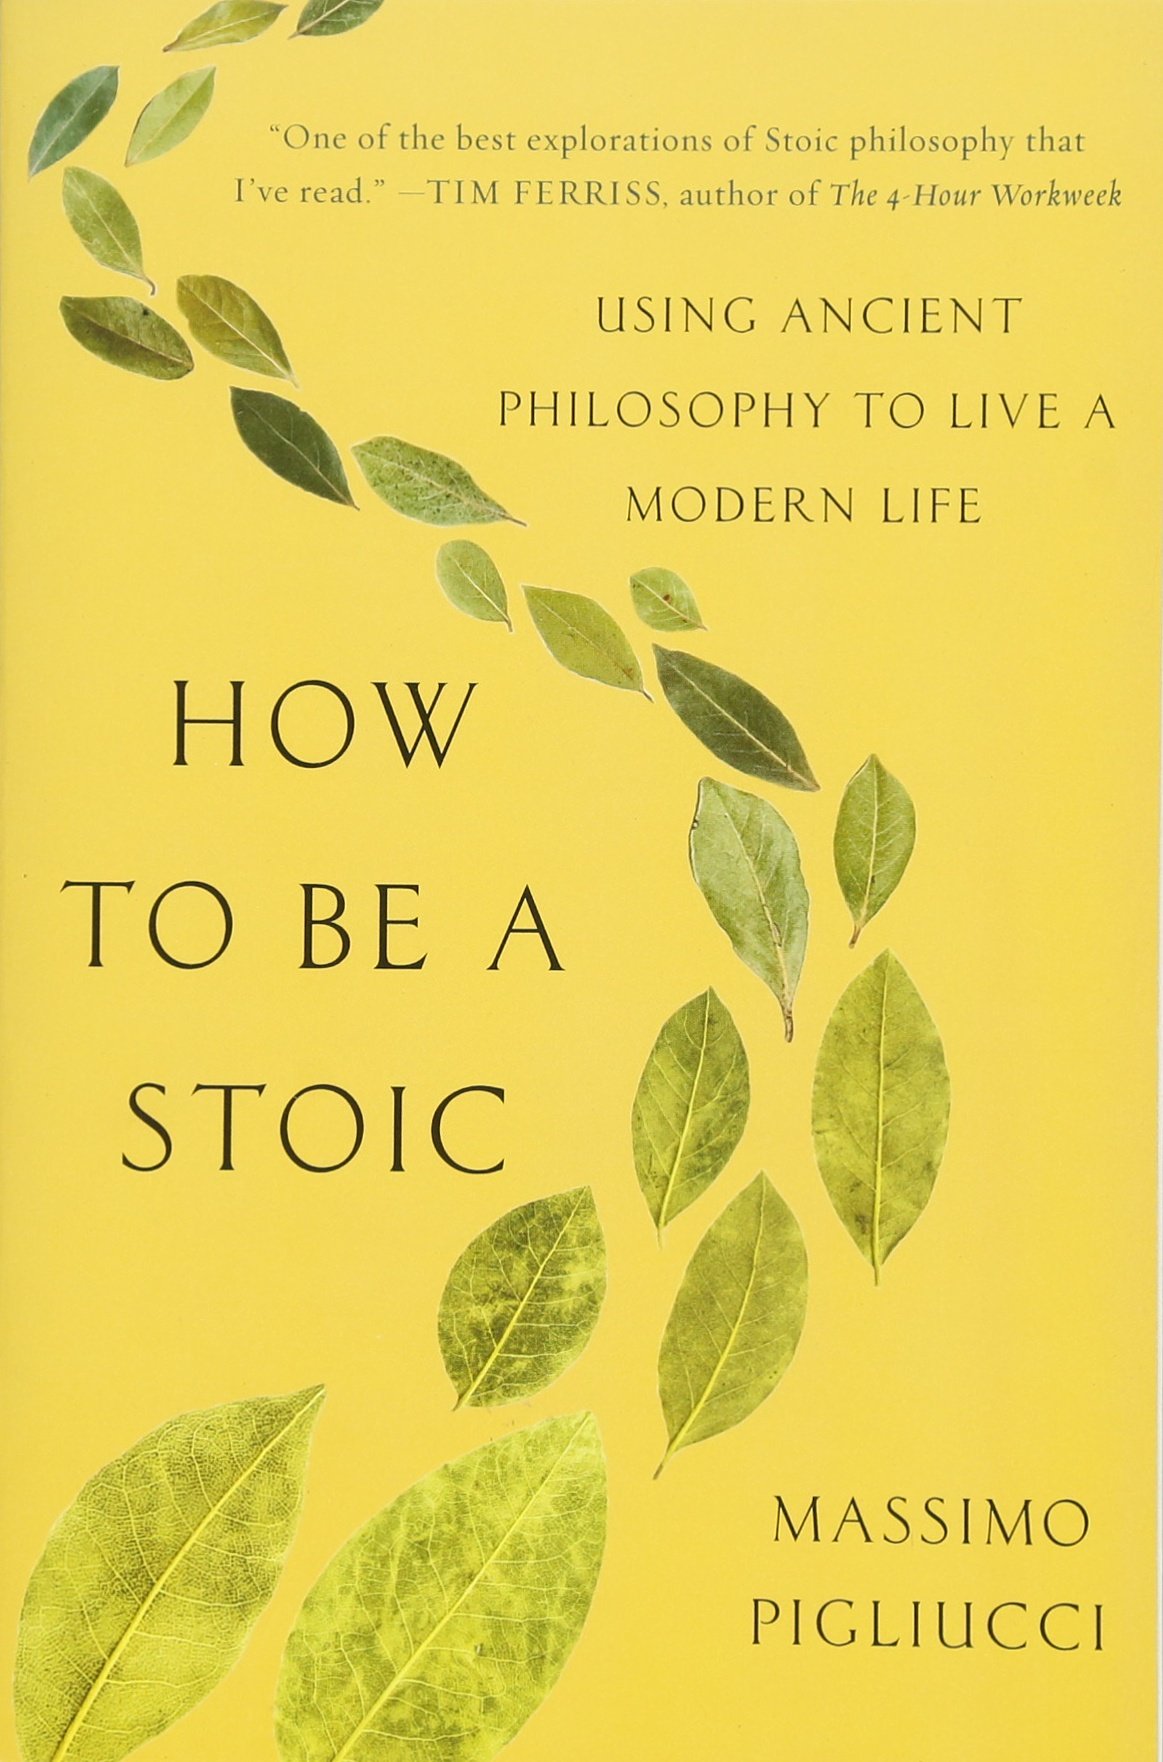 “One of the best explorations of Stoic philosophy that
I’ve read.” —TIM FERRISS, author of The 4-Hour Workweek
USING ANCIENT
PHILOSOPHY TO LIVE A
MODERN LIFE
HOW
TO BE A
STOIC
MASSIMO
PIGLIUCCI